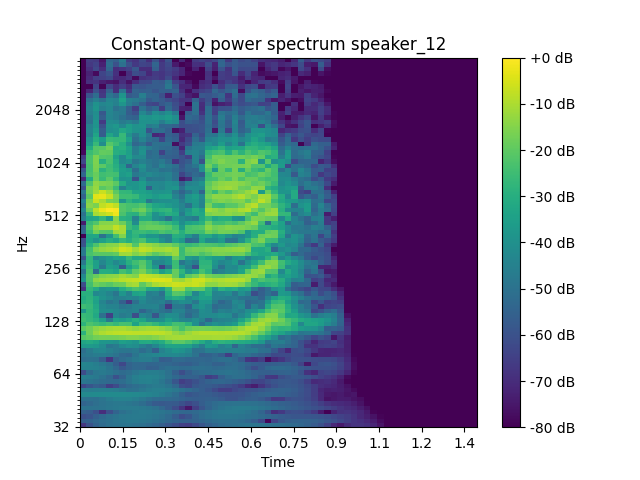 Constant-Q power spectrum speaker_12
Hz
2048
1024
512
256
128
64
32
0 0.15 0.3 0.45 0.6 0.75 0.9 1.1 1.2 1.4
Time
+0 dB
-10 dB
-20 dB
-30 dB
-40 dB
-50 dB
-60 dB
-70 dB
-80 dB